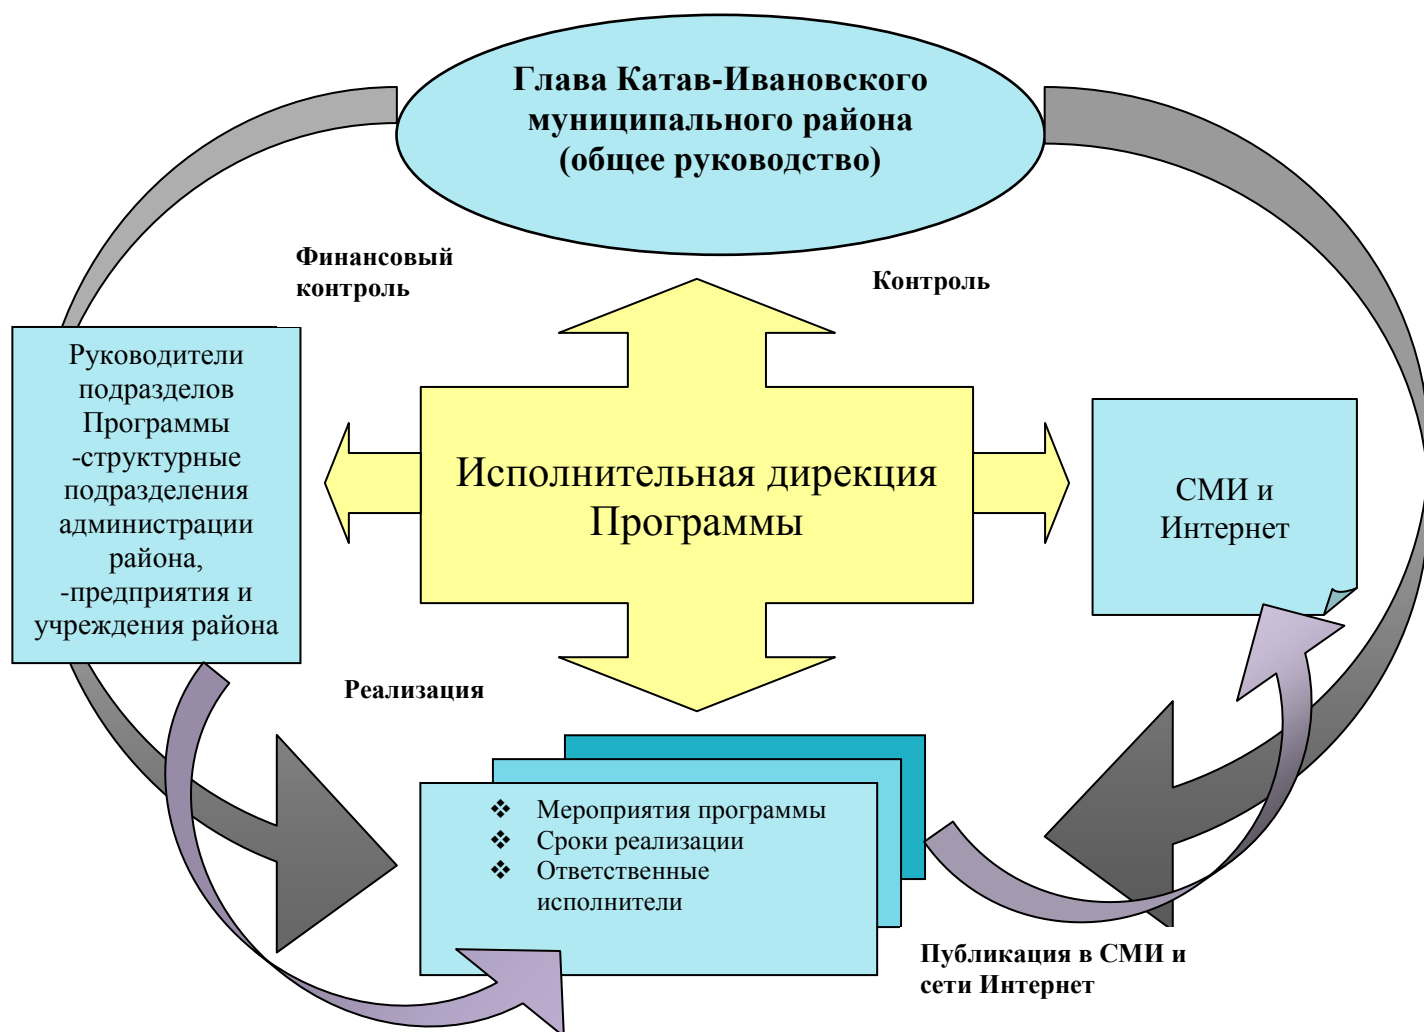 Глава Катав-Ивановского
муниципального района
(общее руководство)
Финансовый
контроль
Контроль
Руководители
подразделов
Программы
-структурные
подразделения
администрации
района,
-предприятия и
учреждения района
Исполнительная дирекция
Программы
СМИ и
Интернет
Реализация
❖ Мероприятия программы
❖ Сроки реализации
❖ Ответственные
исполнители
Публикация в СМИ и
сети Интернет